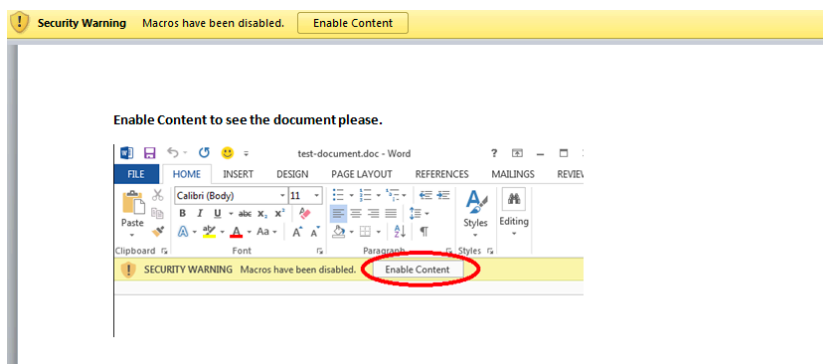 Security Warning Macros have been disabled. Enable Content
Enable Content to see the document please.
test-document.doc - Word ?
FILE HOME INSERT DESIGN PAGE LAYOUT REFERENCES MAILINGS
Calibri (Body) 11
Paste B I U abc X₂ X² Styles Editing
A ab A Aa A A
Clipboard Font Paragraph Styles
SECURITY WARNING Macros have been disabled. Enable Content